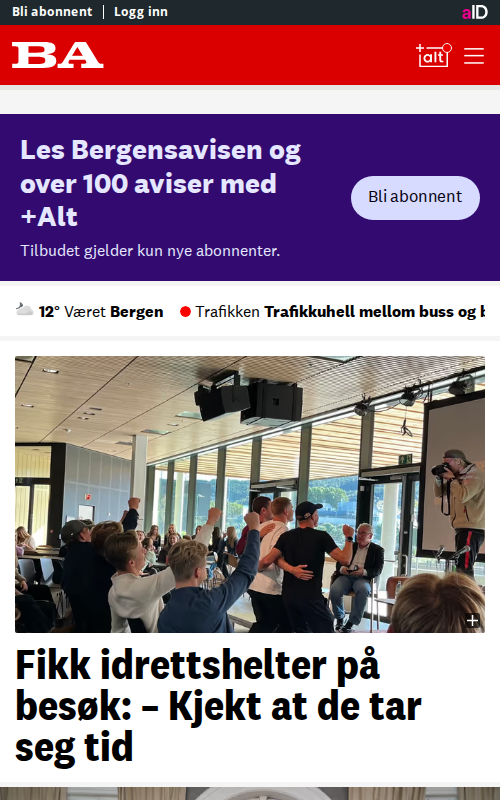 Bli abonnent | Logg inn
aID
BA
+alt
Les Bergensavisen og
over 100 aviser med
+Alt
Tilbudet gjelder kun nye abonnenter.
Bli abonnent
12° Været Bergen
Trafikken Trafikkuhell mellom buss og b
Fikk idrettshelter på
besøk: – Kjekt at de tar
seg tid